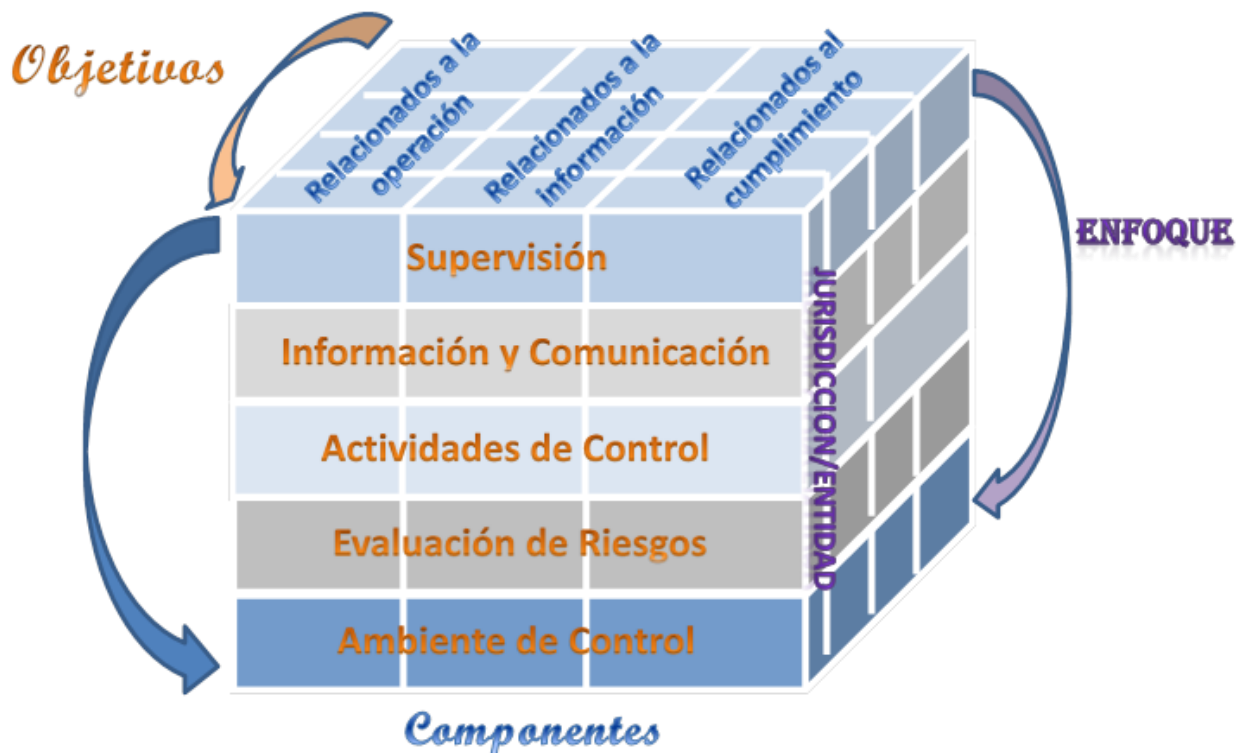 Objetivos
Relacionados a la
operación
Relacionados a la
información
Relacionados al
cumplimiento
ENFOQUE
Supervisión
Información y Comunicación
Actividades de Control
Evaluación de Riesgos
Ambiente de Control
JURISDICCION/ENTIDAD
Componentes